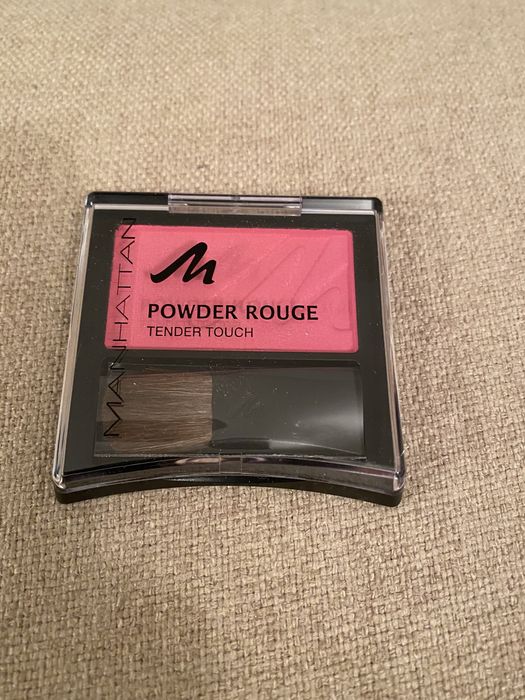 MANHATTAN
M
POWDER ROUGE
TENDER TOUCH